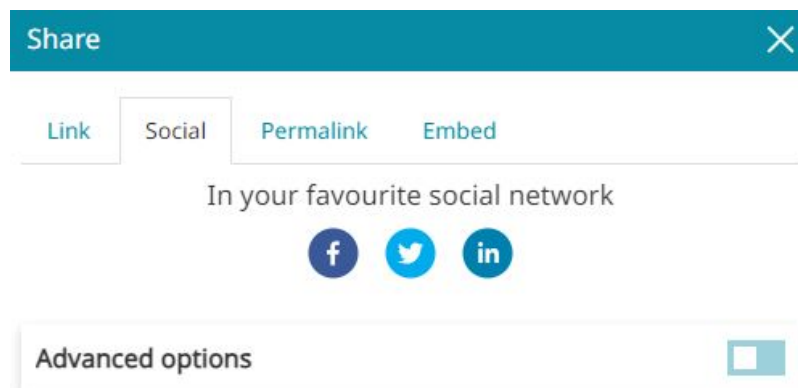 Share
Link Social Permalink Embed
In your favourite social network
f in
Advanced options